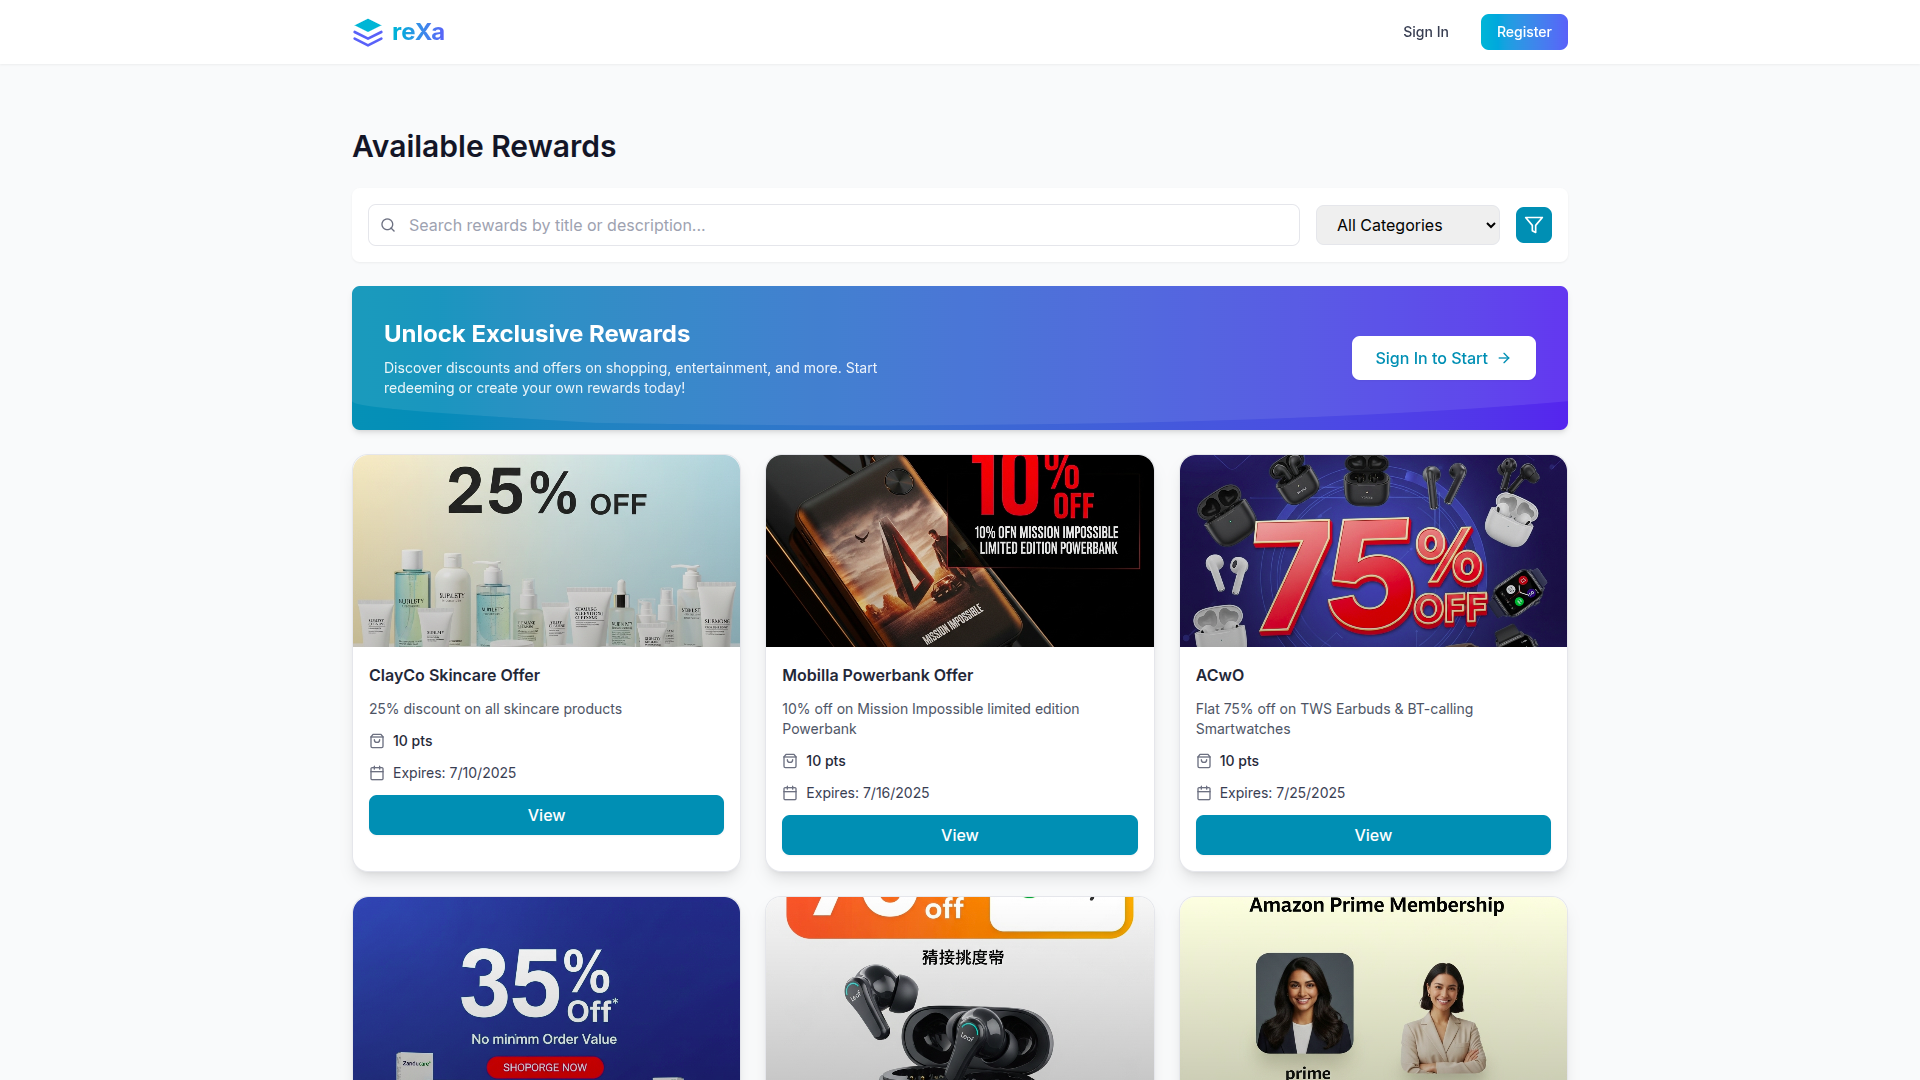 reXa
Sign In
Register
Available Rewards
Search rewards by title or description...
All Categories
Unlock Exclusive Rewards
Discover discounts and offers on shopping, entertainment, and more. Start
redeeming or create your own rewards today!
Sign In to Start
25% OFF
10%
OFF
10% OFN MISSION IMPOSSIBLE
LIMITED EDITION POWERBANK
MISSION IMPOSSIBLE
75%
OFF
ClayCo Skincare Offer
25% discount on all skincare products
10 pts
Expires: 7/10/2025
View
Mobilla Powerbank Offer
10% off on Mission Impossible limited edition
Powerbank
10 pts
Expires: 7/16/2025
View
ACwO
Flat 75% off on TWS Earbuds & BT-calling
Smartwatches
10 pts
Expires: 7/25/2025
View
35%
Off*
No minimm Order Value
SHOPORGE NOW
Zanducare
off
猜接挑度帶
Leaf
Leaf
Amazon Prime Membership
prime